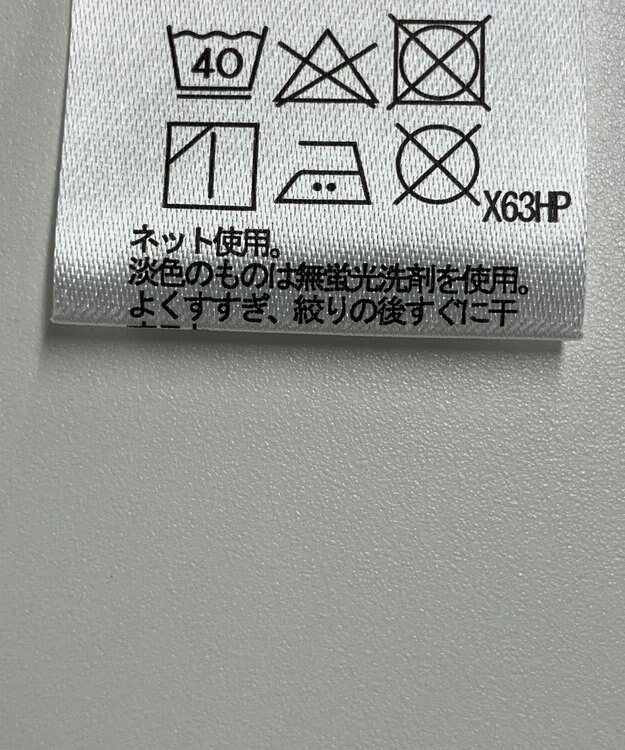 40
X63HP
ネット使用。
淡色のものは無蛍光洗剤を使用。
よくすすぎ、絞りの後すぐに干